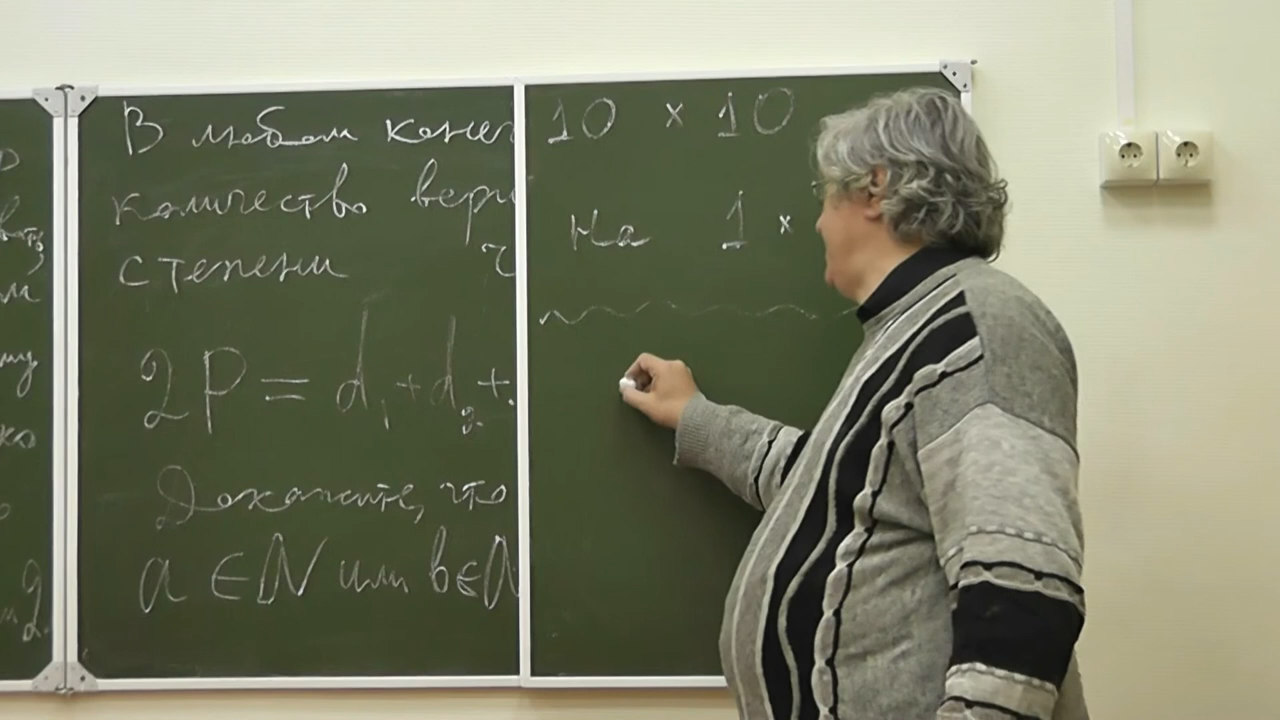 В любом конеч
количество верш
степени ч
2P = d₁ + d₂ +.
Докажите, что
a ∈ N или b ∈ N
10 × 10
На 1 ×